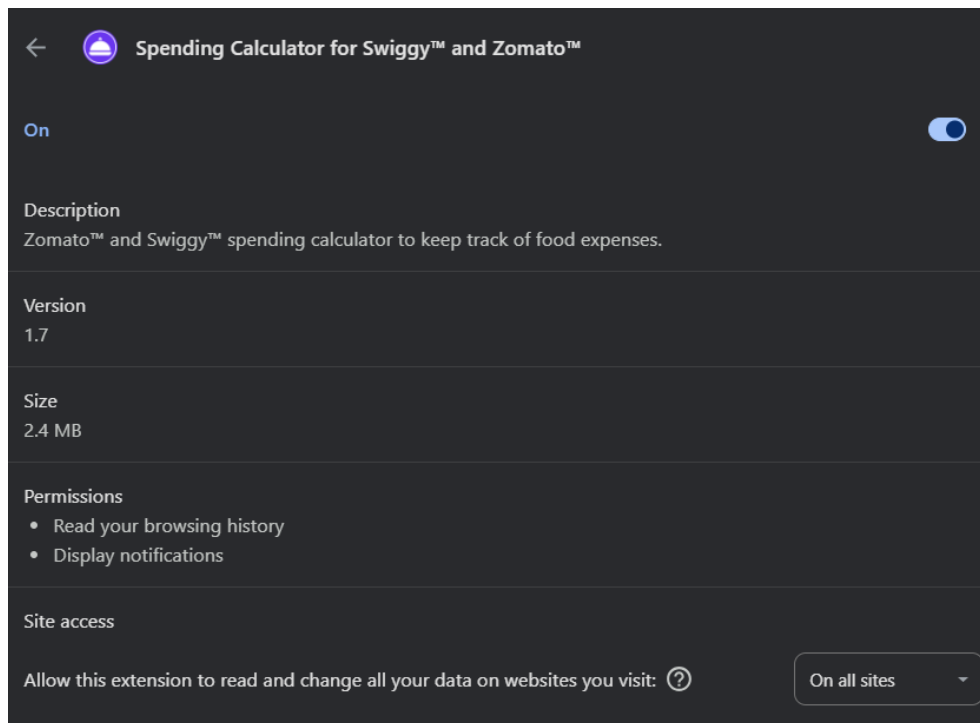 Spending Calculator for Swiggy™ and Zomato™
On
Description
Zomato™ and Swiggy™ spending calculator to keep track of food expenses.
Version
1.7
Size
2.4 MB
Permissions
• Read your browsing history
• Display notifications
Site access
Allow this extension to read and change all your data on websites you visit: ? On all sites